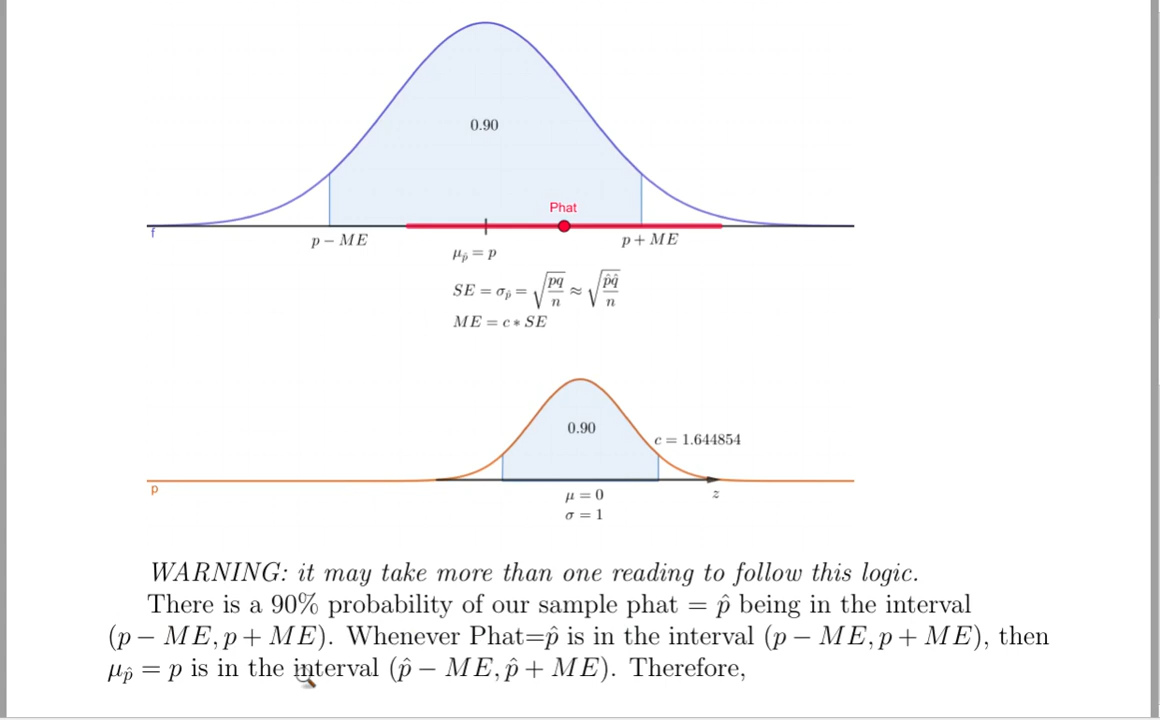 0.90
Phat
f
p − ME
p + ME
μ_p̂ = p
SE = σ_p̂ = √(pq/n) ≈ √(p̂q̂/n)
ME = c * SE
0.90
c = 1.644854
p
μ = 0
z
σ = 1
WARNING: it may take more than one reading to follow this logic.
There is a 90% probability of our sample phat = p̂ being in the interval
(p − ME, p + ME). Whenever Phat=p̂ is in the interval (p − ME, p + ME), then
μ_p̂ = p is in the interval (p̂ − ME, p̂ + ME). Therefore,